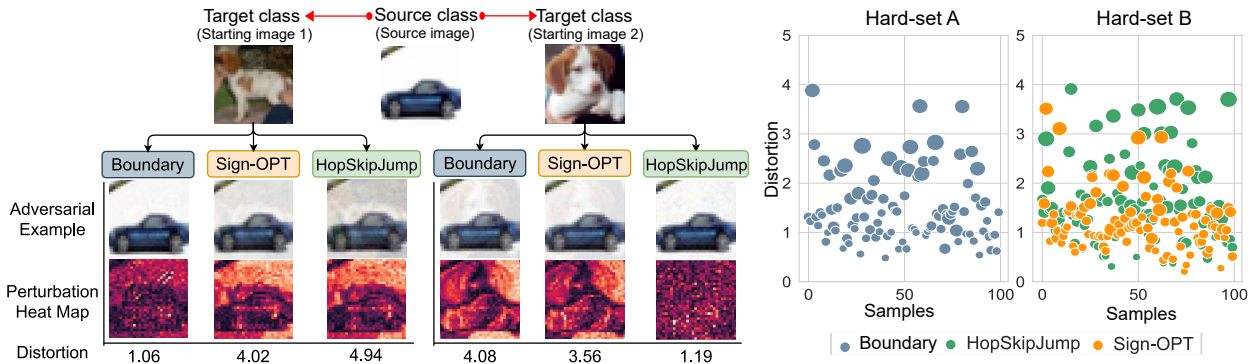 Target class
(Starting image 1)
Source class
(Source image)
Target class
(Starting image 2)
Boundary
Sign-OPT
HopSkipJump
Boundary
Sign-OPT
HopSkipJump
Adversarial
Example
Perturbation
Heat Map
Distortion
1.06
4.02
4.94
4.08
3.56
1.19
Hard-set A
Hard-set B
Distortion
5
4
3
2
1
0
0
50
100
Samples
5
4
3
2
1
0
0
50
100
Samples
Boundary
HopSkipJump
Sign-OPT